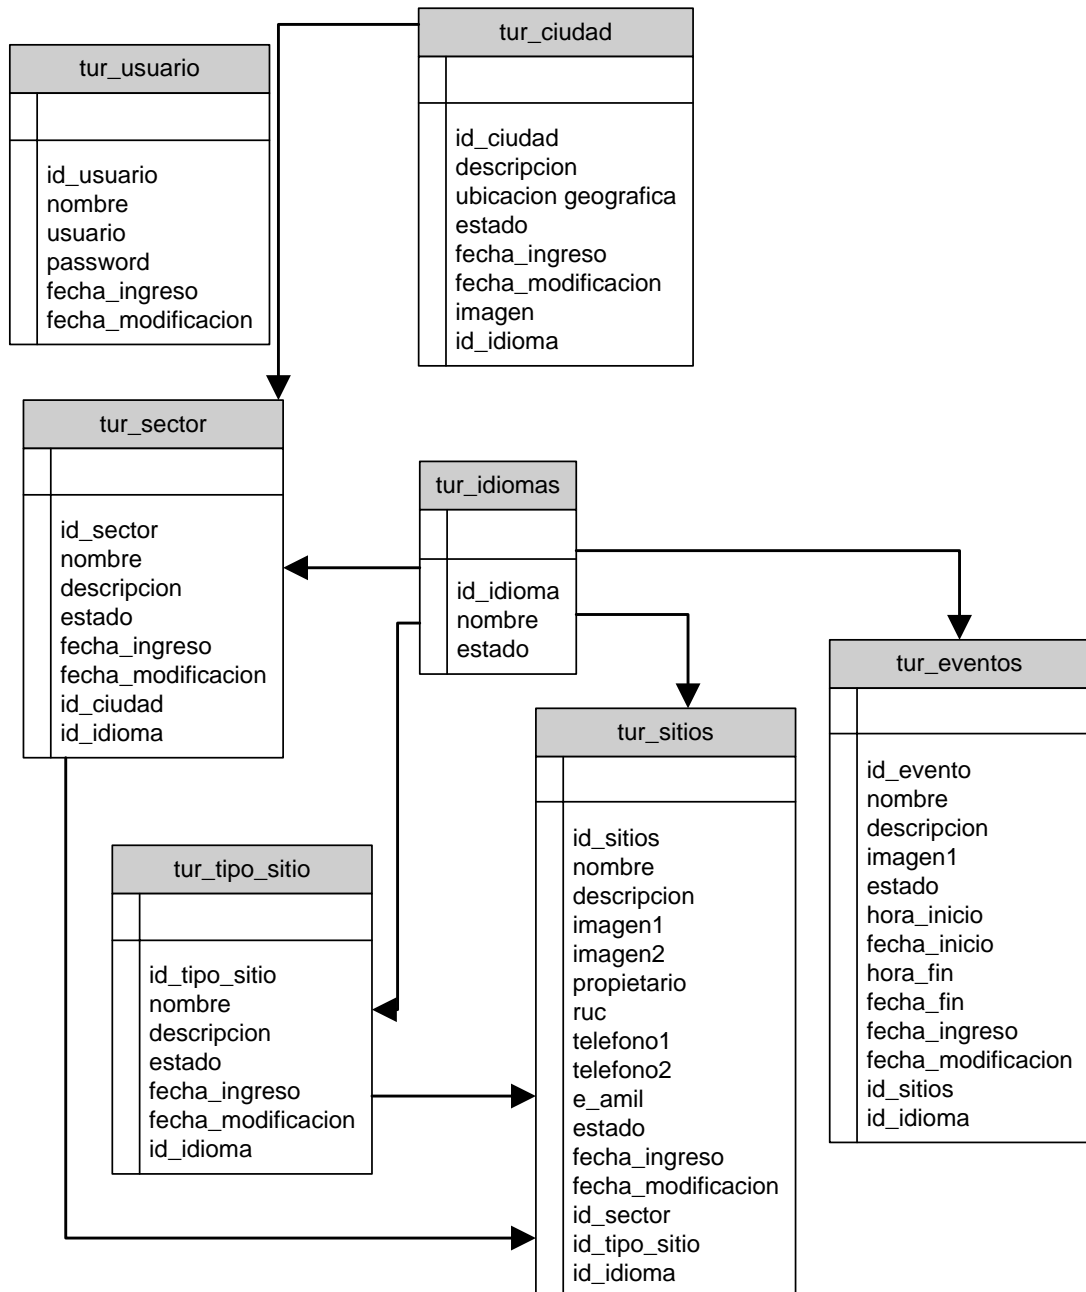 tur_ciudad
id_ciudad
descripcion
ubicacion geografica
estado
fecha_ingreso
fecha_modificacion
imagen
id_idioma
tur_usuario
id_usuario
nombre
usuario
password
fecha_ingreso
fecha_modificacion
tur_sector
id_sector
nombre
descripcion
estado
fecha_ingreso
fecha_modificacion
id_ciudad
id_idioma
tur_idiomas
id_idioma
nombre
estado
tur_eventos
id_evento
nombre
descripcion
imagen1
estado
hora_inicio
fecha_inicio
hora_fin
fecha_fin
fecha_ingreso
fecha_modificacion
id_sitios
id_idioma
tur_sitios
id_sitios
nombre
descripcion
imagen1
imagen2
propietario
ruc
telefono1
telefono2
e_amil
estado
fecha_ingreso
fecha_modificacion
id_sector
id_tipo_sitio
id_idioma
tur_tipo_sitio
id_tipo_sitio
nombre
descripcion
estado
fecha_ingreso
fecha_modificacion
id_idioma